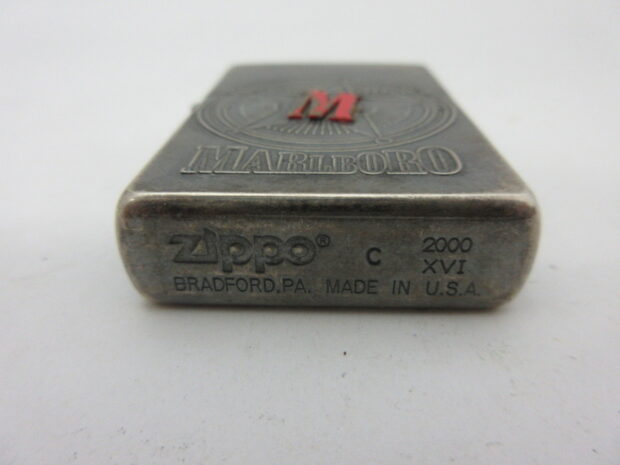 M
MARLBORO
Zippo® C 2000
XVI
BRADFORD,PA. MADE IN U.S.A.